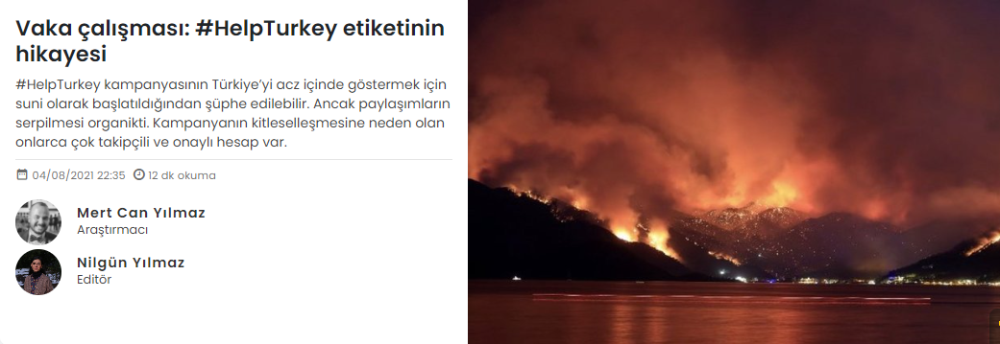 Vaka çalışması: #HelpTurkey etiketinin
hikayesi
#HelpTurkey kampanyasının Türkiye’yi acz içinde göstermek için
suni olarak başlatıldığından şüphe edilebilir. Ancak paylaşımların
serpilmesi organikti. Kampanyanın kitleselleşmesine neden olan
onlarca çok takipçili ve onaylı hesap var.
04/08/2021 22:35 12 dk okuma
Mert Can Yılmaz
Araştırmacı
Nilgün Yılmaz
Editör